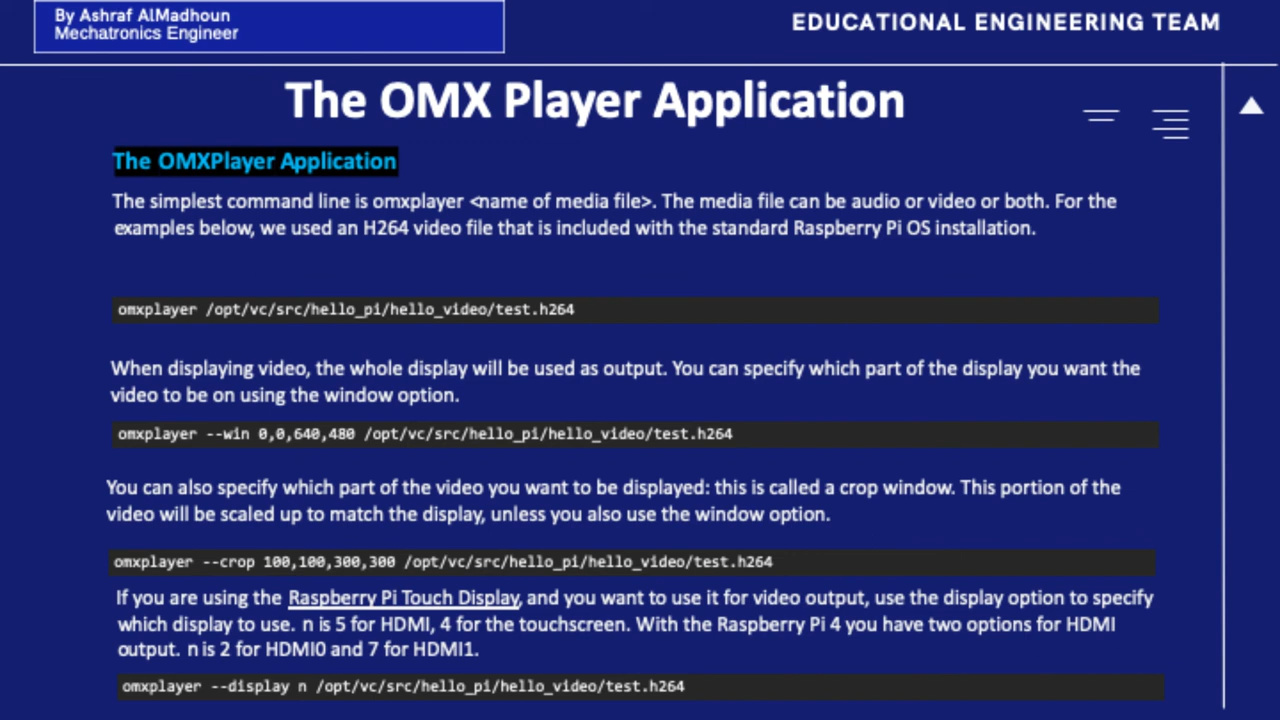 By Ashraf AlMadhoun
Mechatronics Engineer
EDUCATIONAL ENGINEERING TEAM
The OMX Player Application
The OMXPlayer Application
The simplest command line is omxplayer <name of media file>. The media file can be audio or video or both. For the
examples below, we used an H264 video file that is included with the standard Raspberry Pi OS installation.
omxplayer /opt/vc/src/hello_pi/hello_video/test.h264
When displaying video, the whole display will be used as output. You can specify which part of the display you want the
video to be on using the window option.
omxplayer --win 0,0,640,480 /opt/vc/src/hello_pi/hello_video/test.h264
You can also specify which part of the video you want to be displayed: this is called a crop window. This portion of the
video will be scaled up to match the display, unless you also use the window option.
omxplayer --crop 100,100,300,300 /opt/vc/src/hello_pi/hello_video/test.h264
If you are using the Raspberry Pi Touch Display, and you want to use it for video output, use the display option to specify
which display to use. n is 5 for HDMI, 4 for the touchscreen. With the Raspberry Pi 4 you have two options for HDMI
output. n is 2 for HDMI0 and 7 for HDMI1.
omxplayer --display n /opt/vc/src/hello_pi/hello_video/test.h264